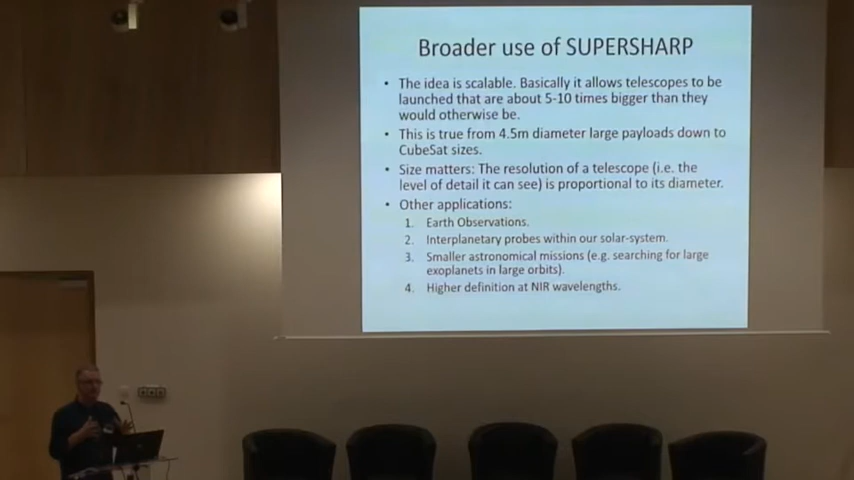 Broader use of SUPERSHARP
• The idea is scalable. Basically it allows telescopes to be
launched that are about 5-10 times bigger than they
would otherwise be.
• This is true from 4.5m diameter large payloads down to
CubeSat sizes.
• Size matters: The resolution of a telescope (i.e. the
level of detail it can see) is proportional to its diameter.
• Other applications:
1. Earth Observations.
2. Interplanetary probes within our solar-system.
3. Smaller astronomical missions (e.g. searching for large
exoplanets in large orbits).
4. Higher definition at NIR wavelengths.